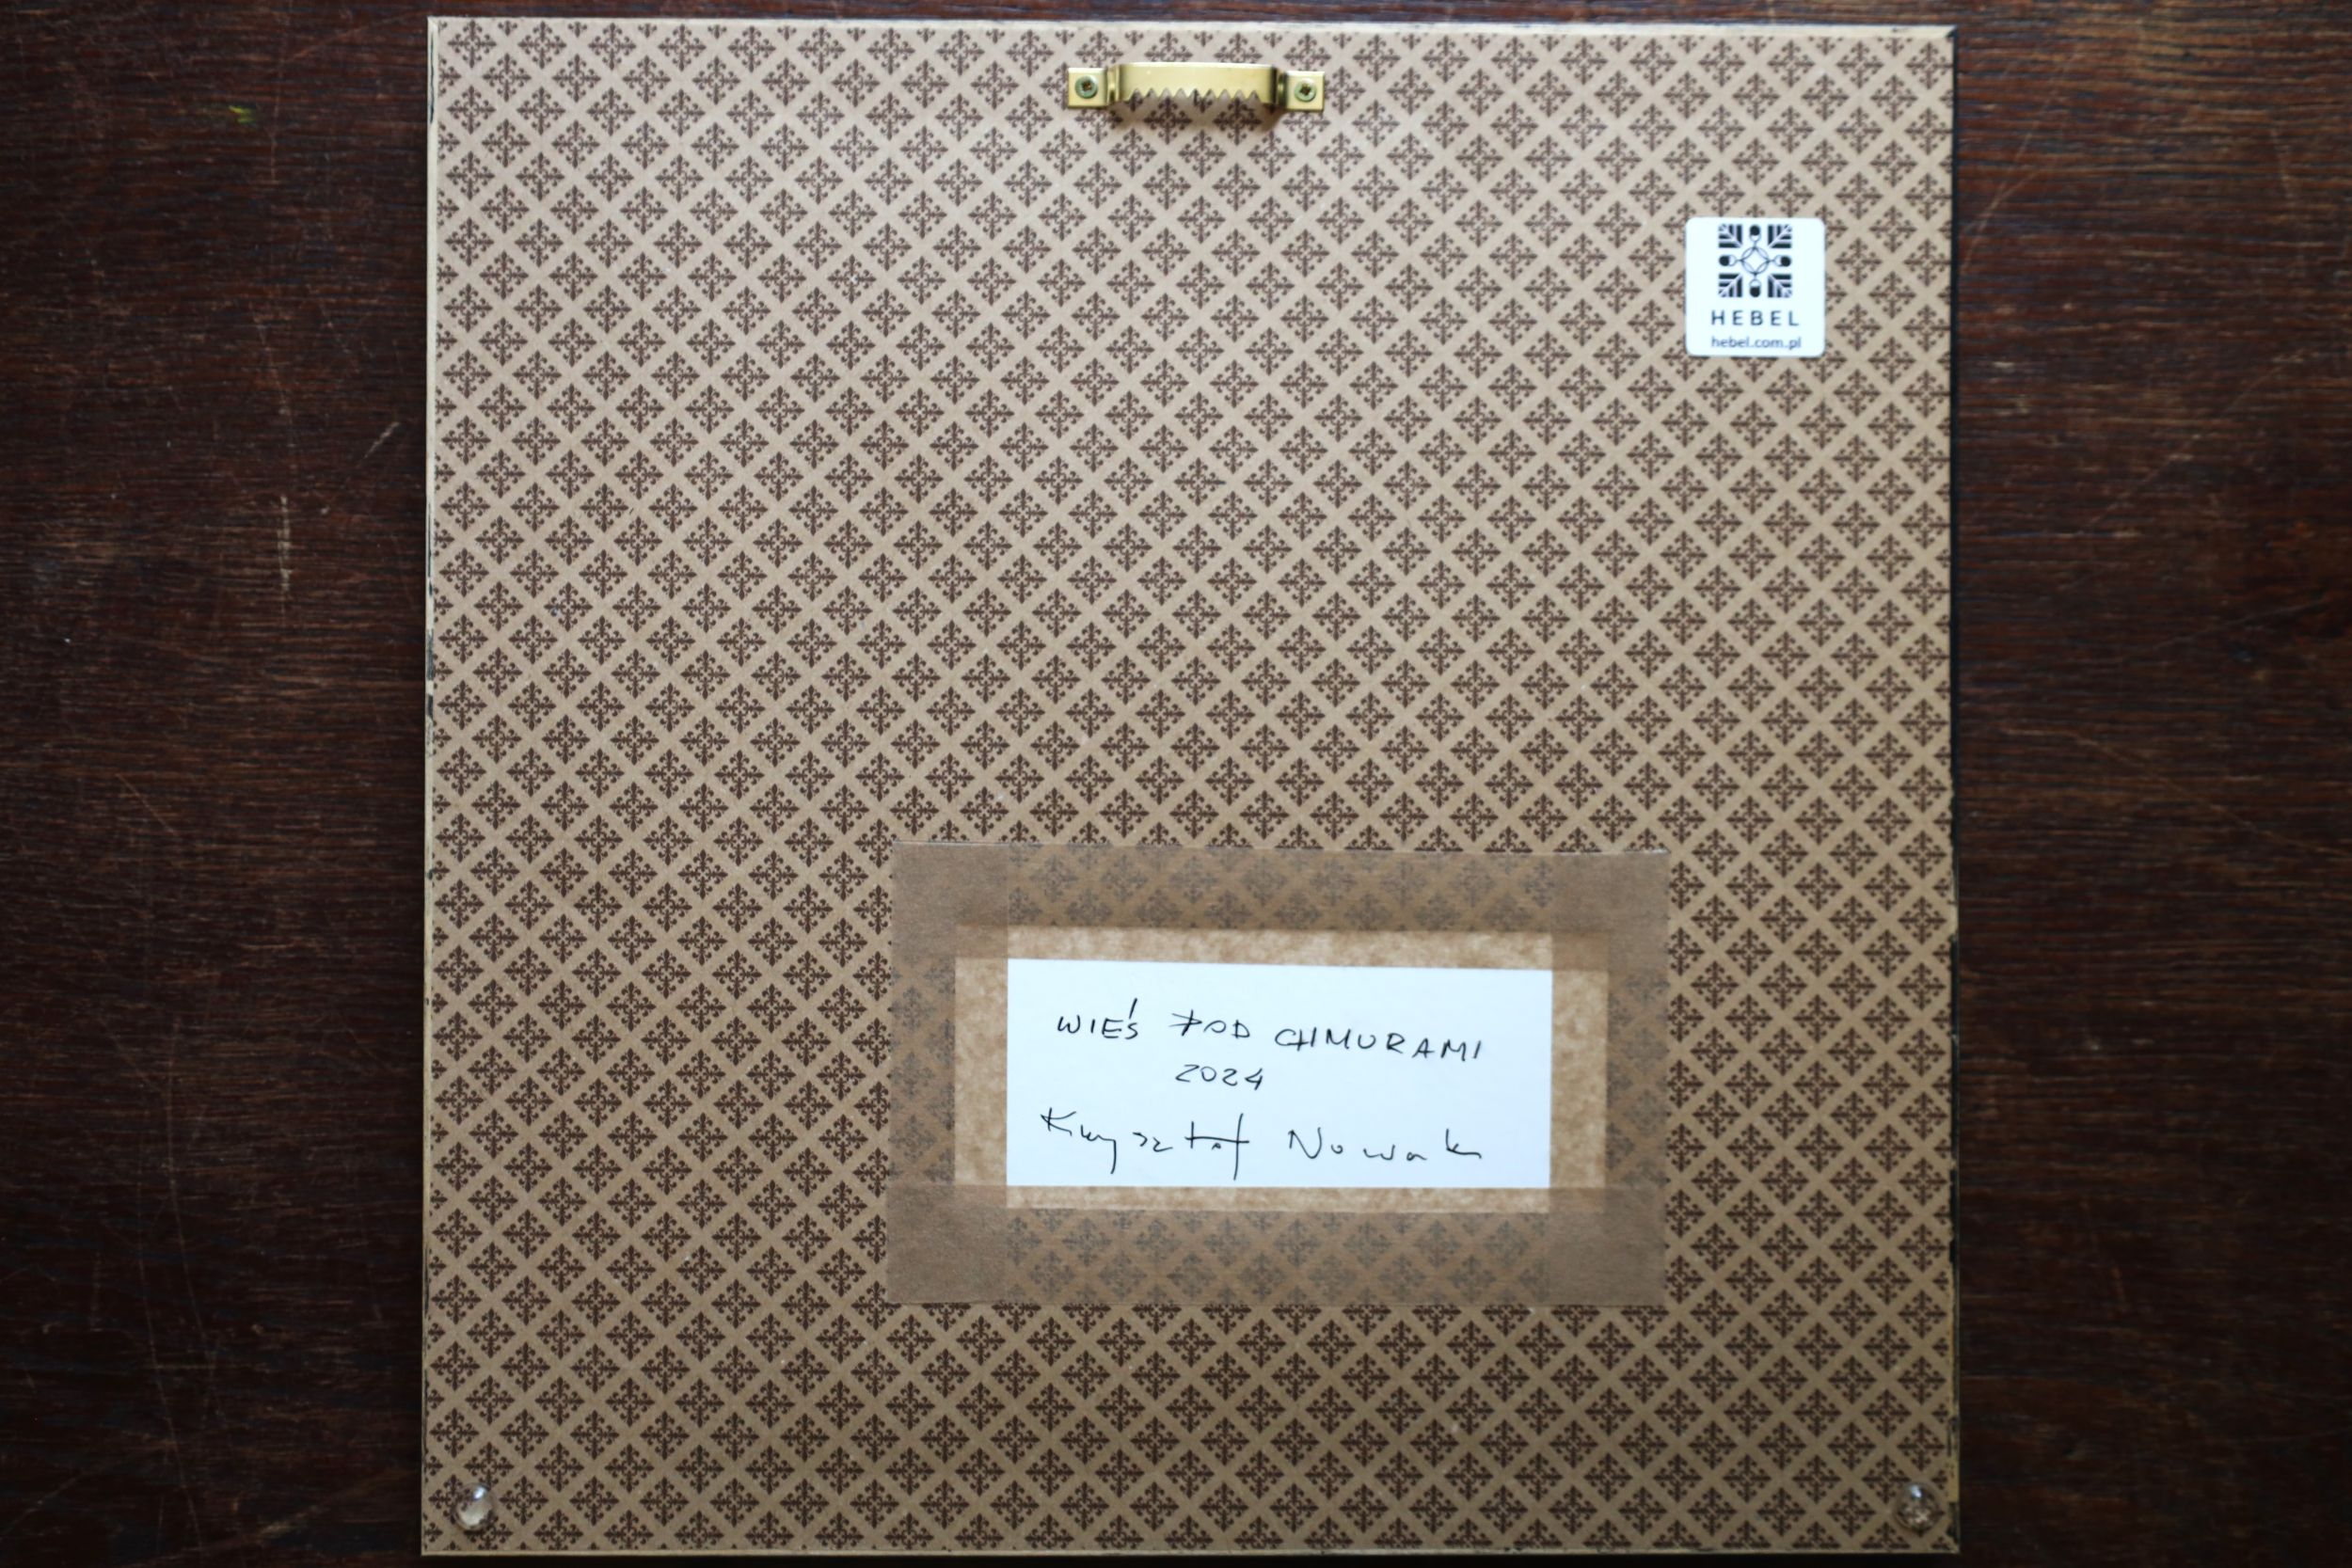 HEBEL
hebel.com.pl
WIEŚ POD CHMURAMI
2024
Krzysztof Nowak